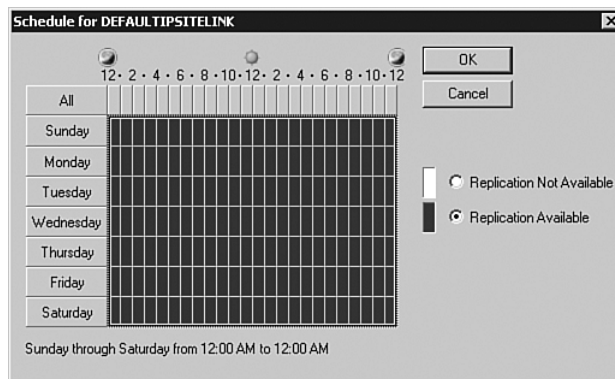 Schedule for DEFAULTIPSITELINK
OK
12 · 2 · 4 · 6 · 8 · 10 · 12 · 2 · 4 · 6 · 8 · 10 · 12
Cancel
All
Sunday
Monday
Tuesday
Wednesday
Thursday
Friday
Saturday
Replication Not Available
Replication Available
Sunday through Saturday from 12:00 AM to 12:00 AM